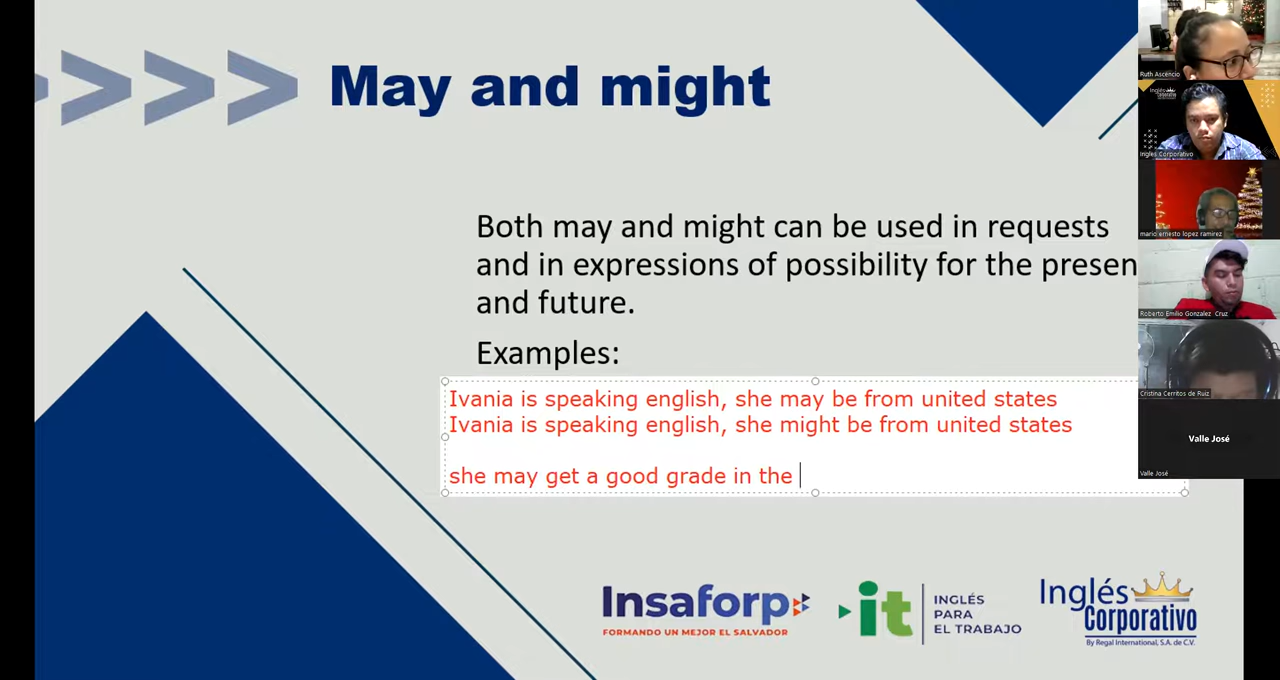 May and might
Both may and might can be used in requests
and in expressions of possibility for the presen
and future.
Examples:
Ivania is speaking english, she may be from united states
Ivania is speaking english, she might be from united states
she may get a good grade in the
Insaforp
FORMANDO UN MEJOR EL SALVADOR
it
INGLÉS
PARA
EL TRABAJO
Inglés
Corporativo
By Regal International, S.A. de C.V.
Ruth Ascencio
Inglés Corporativo
Ingles Corporativo
mario ernesto lopez ramirez
Roberto Emilio Gonzalez Cruz
Cristina Cerritos de Ruiz
Valle José
Valle José